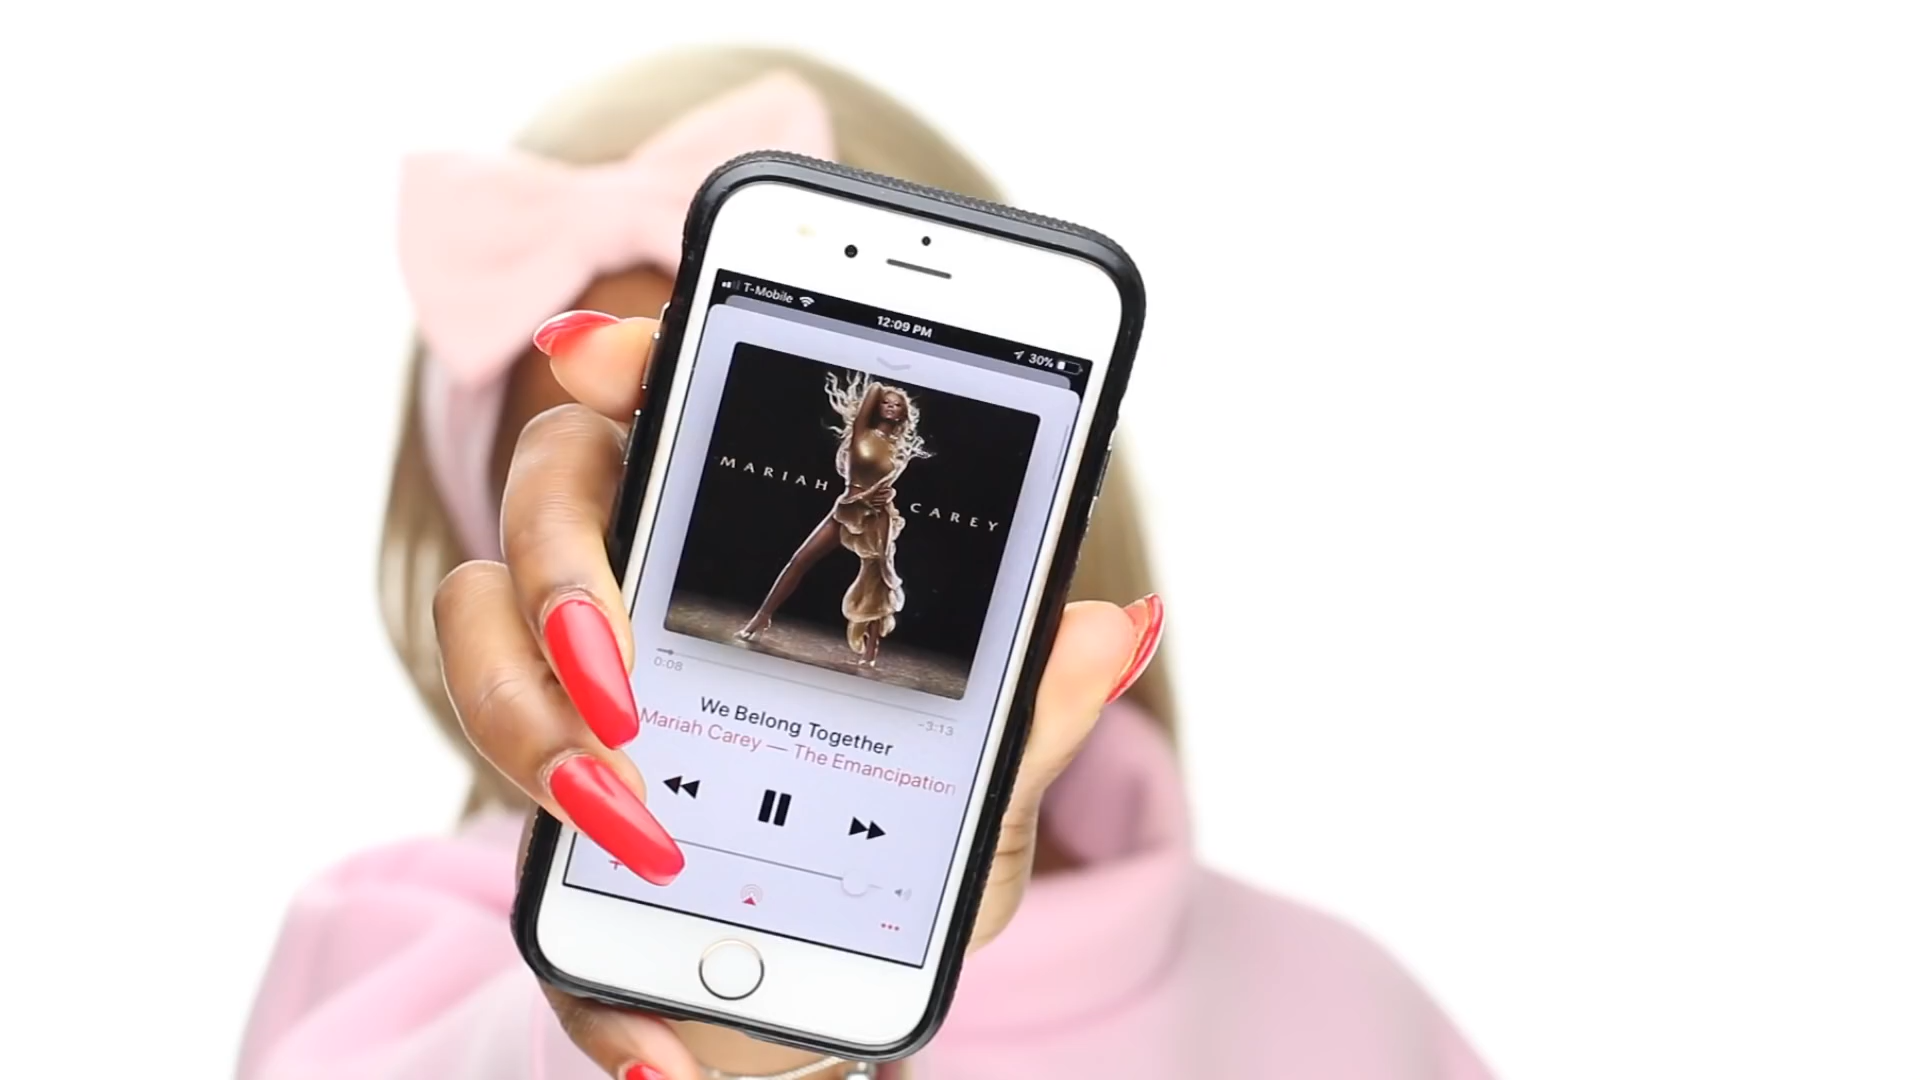 T-Mobile
12:09 PM
30%
MARIAH CAREY
0:08
-3:13
We Belong Together
Mariah Carey — The Emancipation